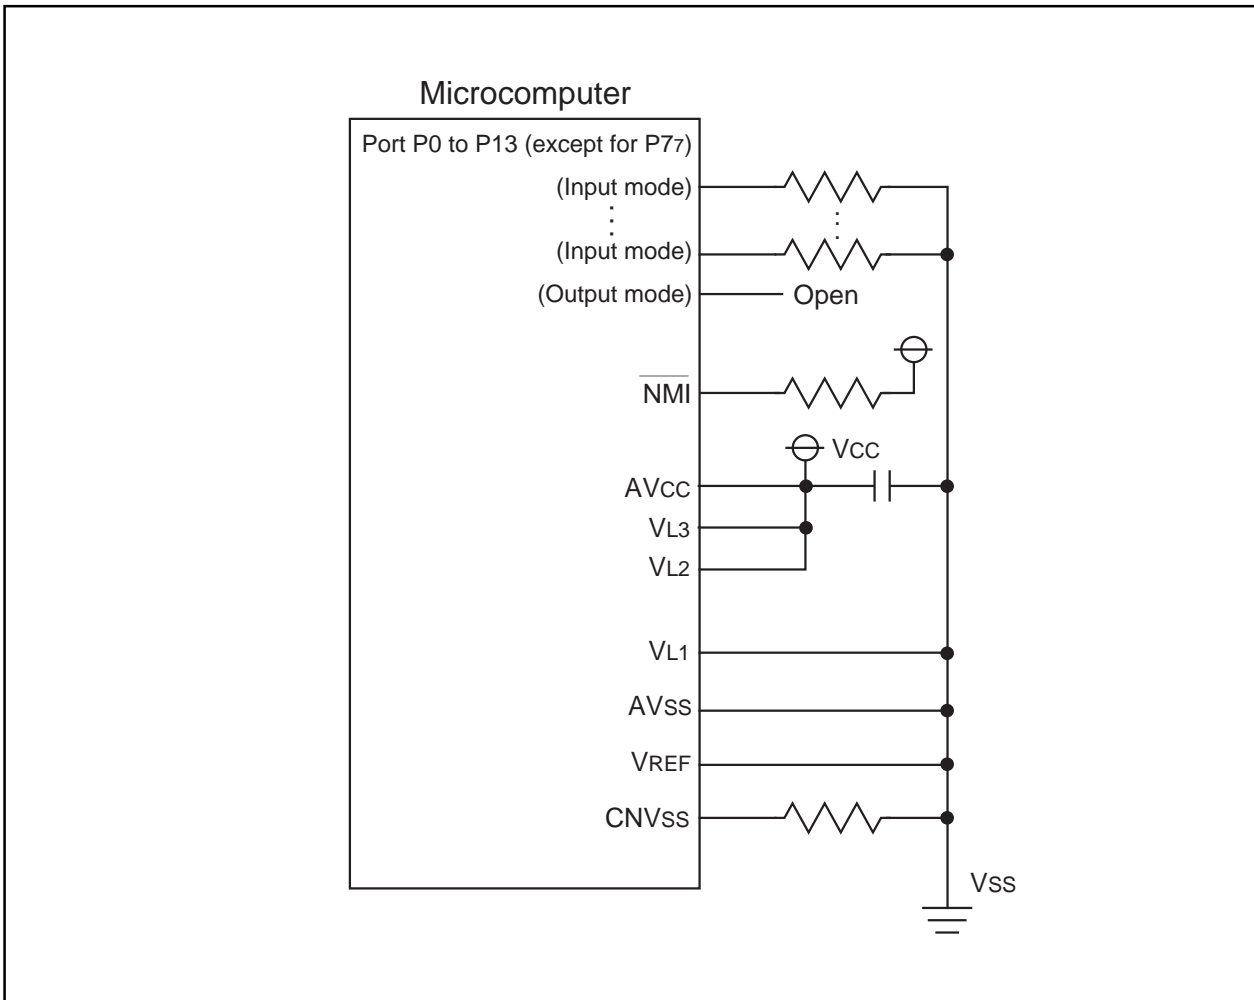 Microcomputer
Port P0 to P13 (except for P77)
(Input mode)
(Input mode)
(Output mode)
Open
NMI
VCC
AVCC
VL3
VL2
VL1
AVSS
VREF
CNVSS
VSS